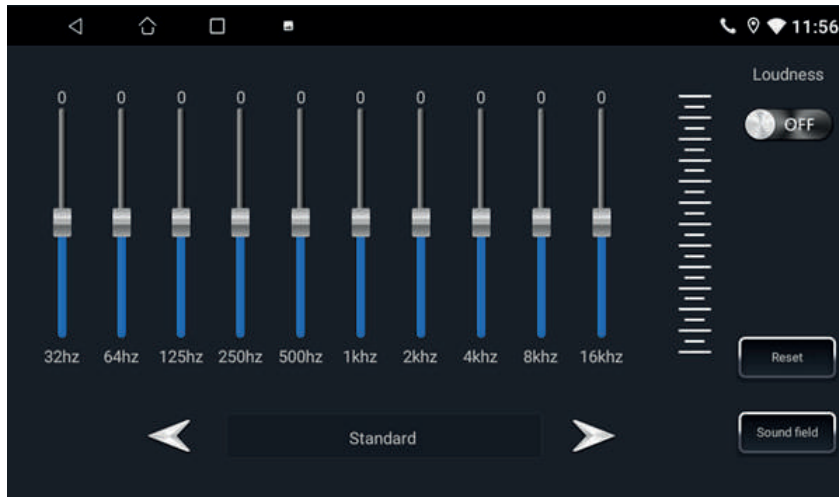 11:56
Loudness
OFF
0 0 0 0 0 0 0 0 0 0
32hz 64hz 125hz 250hz 500hz 1khz 2khz 4khz 8khz 16khz
Reset
Standard
Sound field